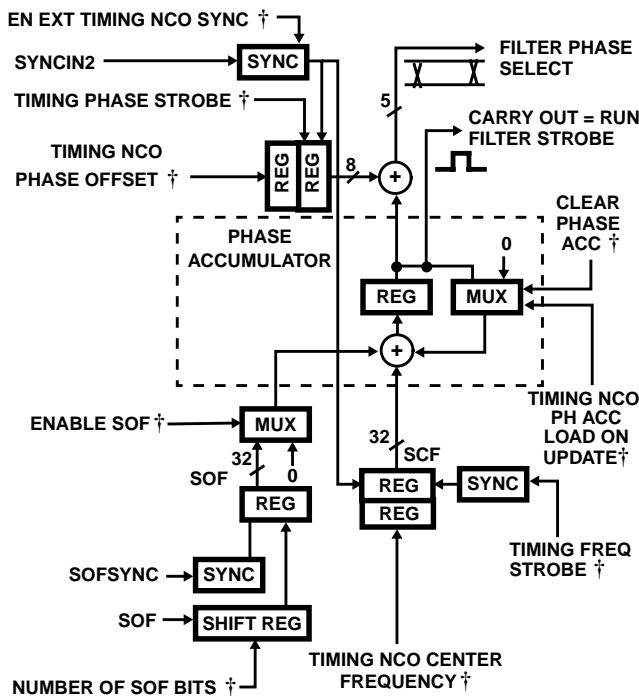 EN EXT TIMING NCO SYNC †
SYNCIN2
SYNC
TIMING PHASE STROBE †
TIMING NCO
PHASE OFFSET †
REG
REG
8
5
+
FILTER PHASE
SELECT
CARRY OUT = RUN
FILTER STROBE
CLEAR
PHASE
ACC †
PHASE
ACCUMULATOR
0
REG
MUX
+
TIMING NCO
PH ACC
LOAD ON
UPDATE†
ENABLE SOF †
MUX
32
SOF
0
REG
32
SCF
REG
REG
SYNC
TIMING FREQ
STROBE †
SOFSYNC
SYNC
SOF
SHIFT REG
NUMBER OF SOF BITS †
TIMING NCO CENTER
FREQUENCY †